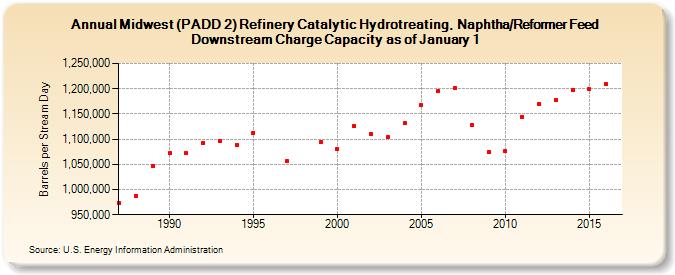 Annual Midwest (PADD 2) Refinery Catalytic Hydrotreating, Naphtha/Reformer Feed
Downstream Charge Capacity as of January 1
Barrels per Stream Day
1,250,000
1,200,000
1,150,000
1,100,000
1,050,000
1,000,000
950,000
1990 1995 2000 2005 2010 2015
Source: U.S. Energy Information Administration